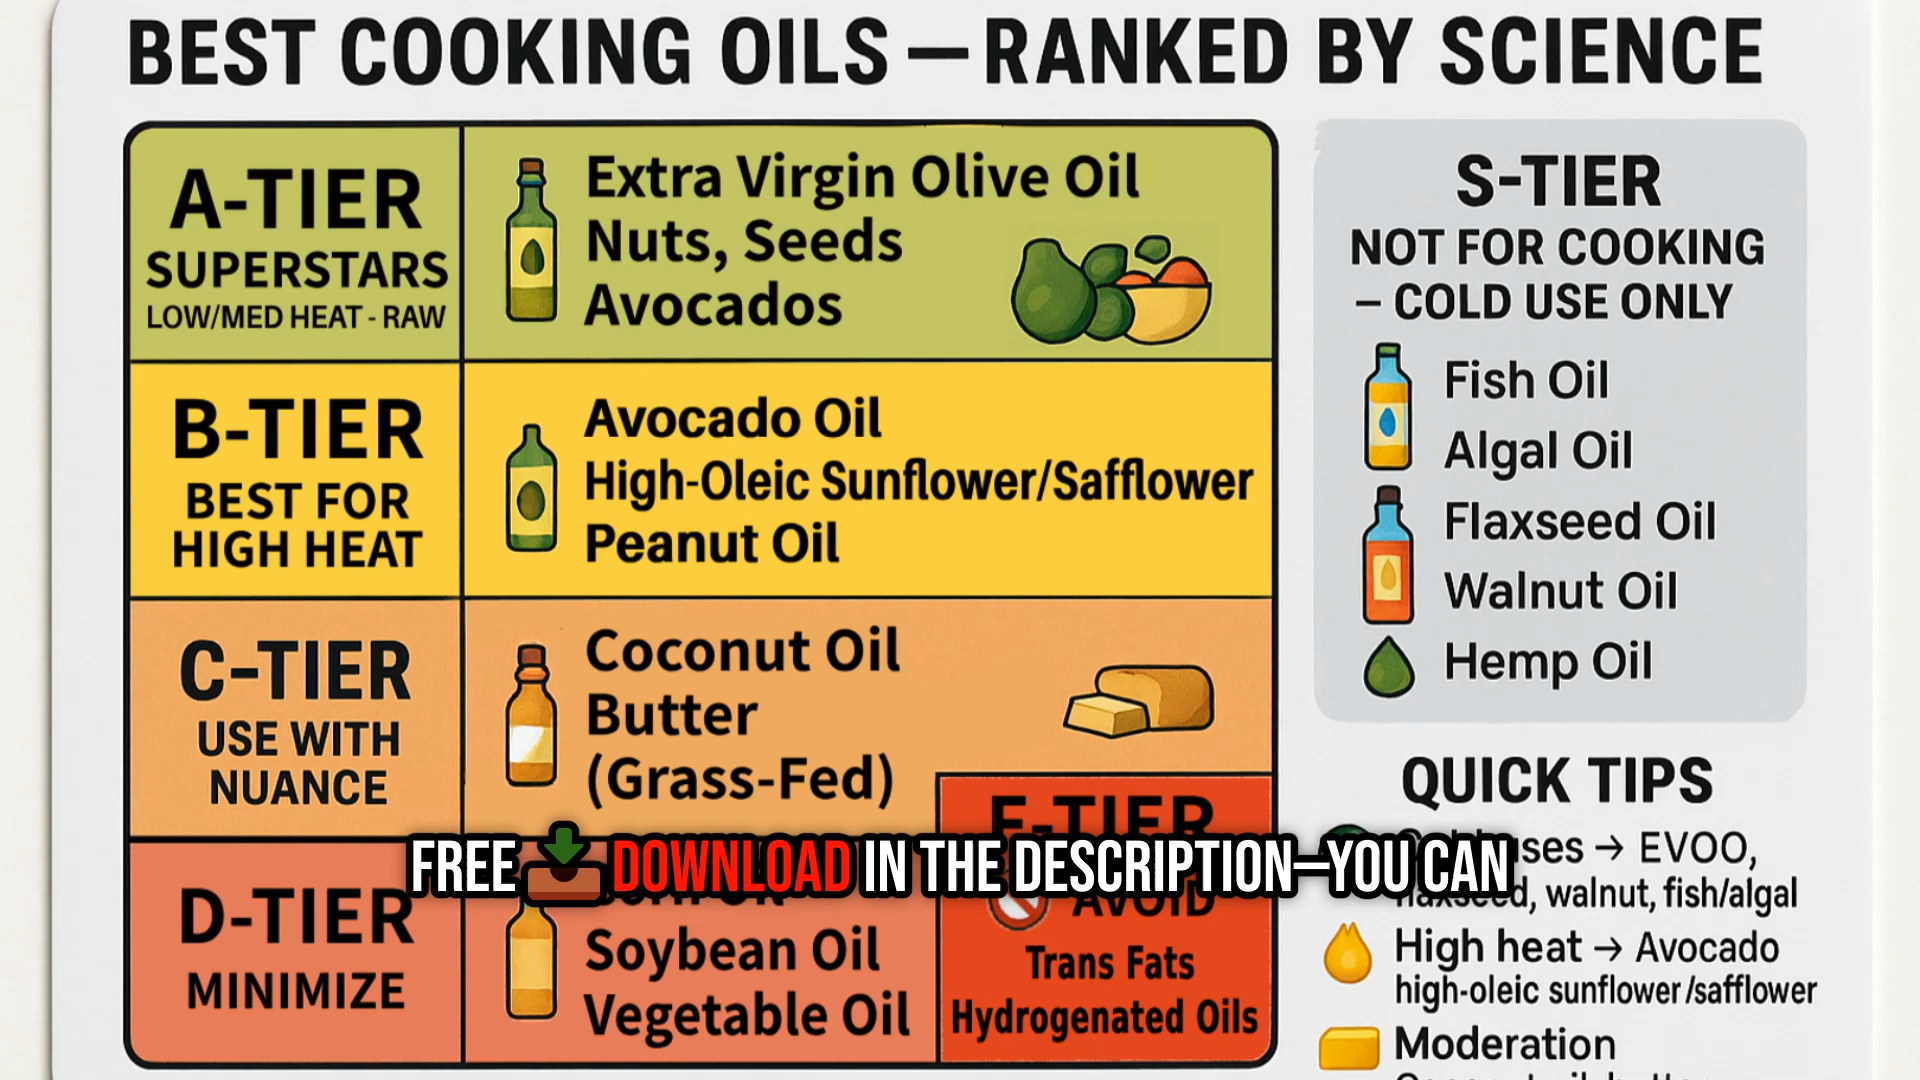 BEST COOKING OILS — RANKED BY SCIENCE
A-TIER
SUPERSTARS
LOW/MED HEAT - RAW
Extra Virgin Olive Oil
Nuts, Seeds
Avocados
B-TIER
BEST FOR
HIGH HEAT
Avocado Oil
High-Oleic Sunflower/Safflower
Peanut Oil
C-TIER
USE WITH
NUANCE
Coconut Oil
Butter
(Grass-Fed)
D-TIER
MINIMIZE
Soybean Oil
Vegetable Oil
F-TIER
AVOID
Trans Fats
Hydrogenated Oils
S-TIER
NOT FOR COOKING
– COLD USE ONLY
Fish Oil
Algal Oil
Flaxseed Oil
Walnut Oil
Hemp Oil
QUICK TIPS
→ EVOO,
flaxseed, walnut, fish/algal
High heat → Avocado
high-oleic sunflower/safflower
Moderation
FREE DOWNLOAD IN THE DESCRIPTION—YOU CAN